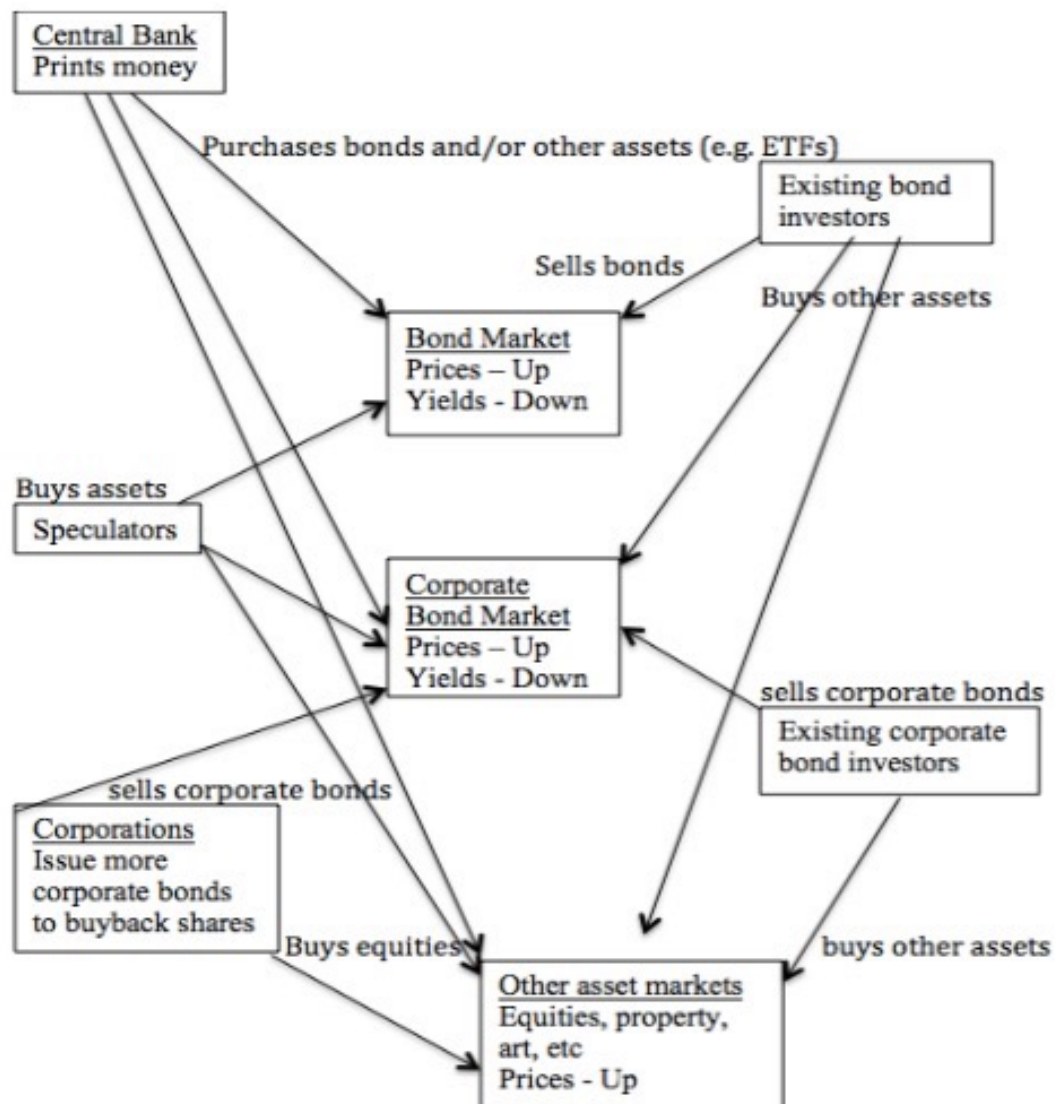 Central Bank
Prints money
Purchases bonds and/or other assets (e.g. ETFs)
Existing bond
investors
Sells bonds
Buys other assets
Bond Market
Prices – Up
Yields - Down
Buys assets
Speculators
Corporate
Bond Market
Prices – Up
Yields - Down
sells corporate bonds
Existing corporate
bond investors
sells corporate bonds
Corporations
Issue more
corporate bonds
to buyback shares
Buys equities
buys other assets
Other asset markets
Equities, property,
art, etc
Prices - Up